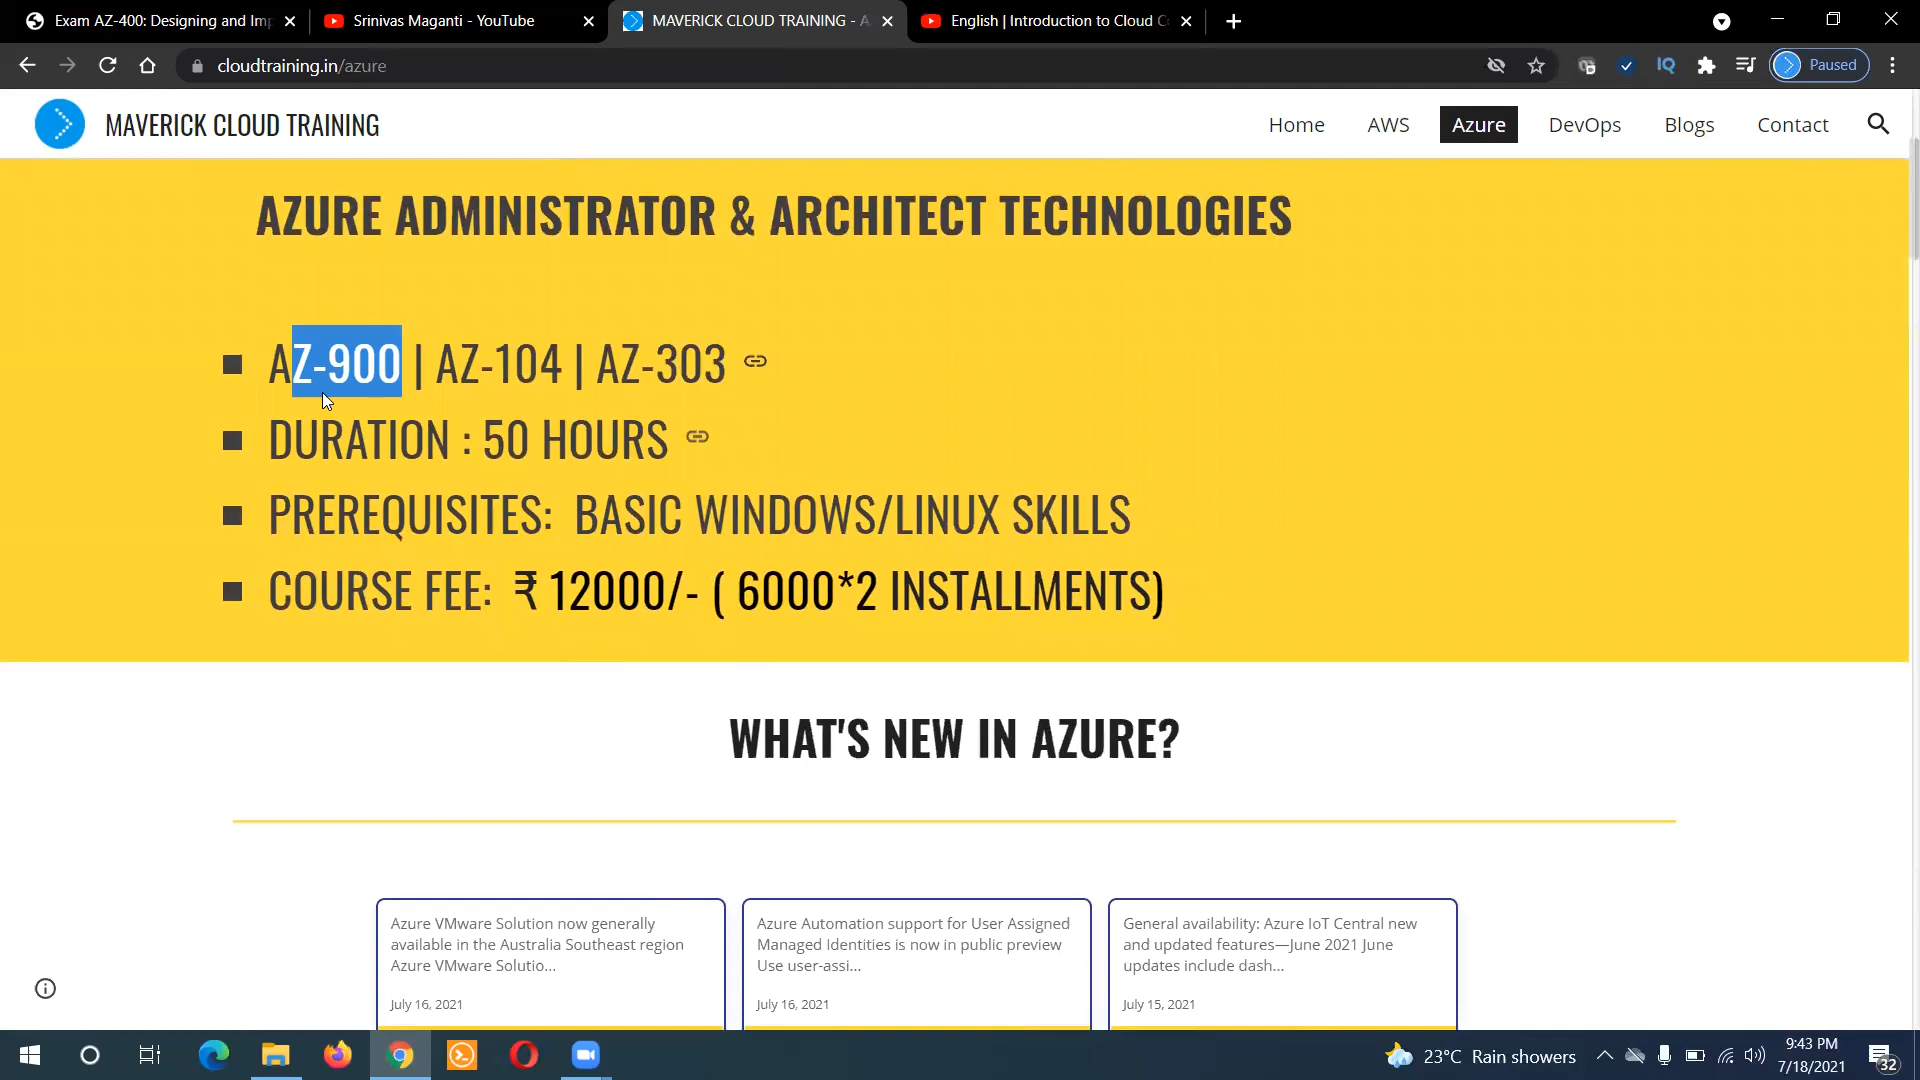 Exam AZ-400: Designing and Imp
Srinivas Maganti - YouTube
MAVERICK CLOUD TRAINING - A
English | Introduction to Cloud C
cloudtraining.in/azure
IQ
Paused
MAVERICK CLOUD TRAINING
Home
AWS
Azure
DevOps
Blogs
Contact
AZURE ADMINISTRATOR & ARCHITECT TECHNOLOGIES
AZ-900 | AZ-104 | AZ-303
DURATION : 50 HOURS
PREREQUISITES: BASIC WINDOWS/LINUX SKILLS
COURSE FEE: ₹ 12000/- ( 6000*2 INSTALLMENTS)
WHAT'S NEW IN AZURE?
Azure VMware Solution now generally
available in the Australia Southeast region
Azure VMware Solutio...
July 16, 2021
Azure Automation support for User Assigned
Managed Identities is now in public preview
Use user-assi...
July 16, 2021
General availability: Azure IoT Central new
and updated features—June 2021 June
updates include dash...
July 15, 2021
23°C Rain showers
9:43 PM
7/18/2021
32